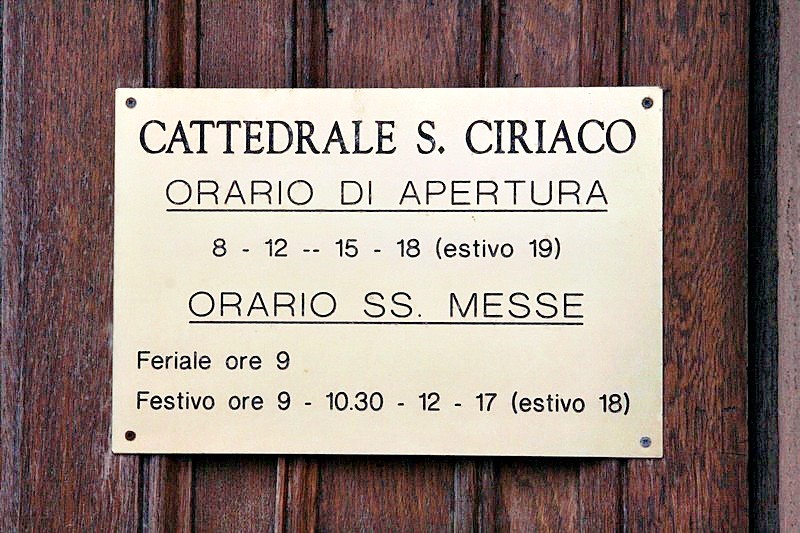 CATTEDRALE S. CIRIACO
ORARIO DI APERTURA
8 - 12 -- 15 - 18 (estivo 19)
ORARIO SS. MESSE
Feriale ore 9
Festivo ore 9 - 10.30 - 12 - 17 (estivo 18)